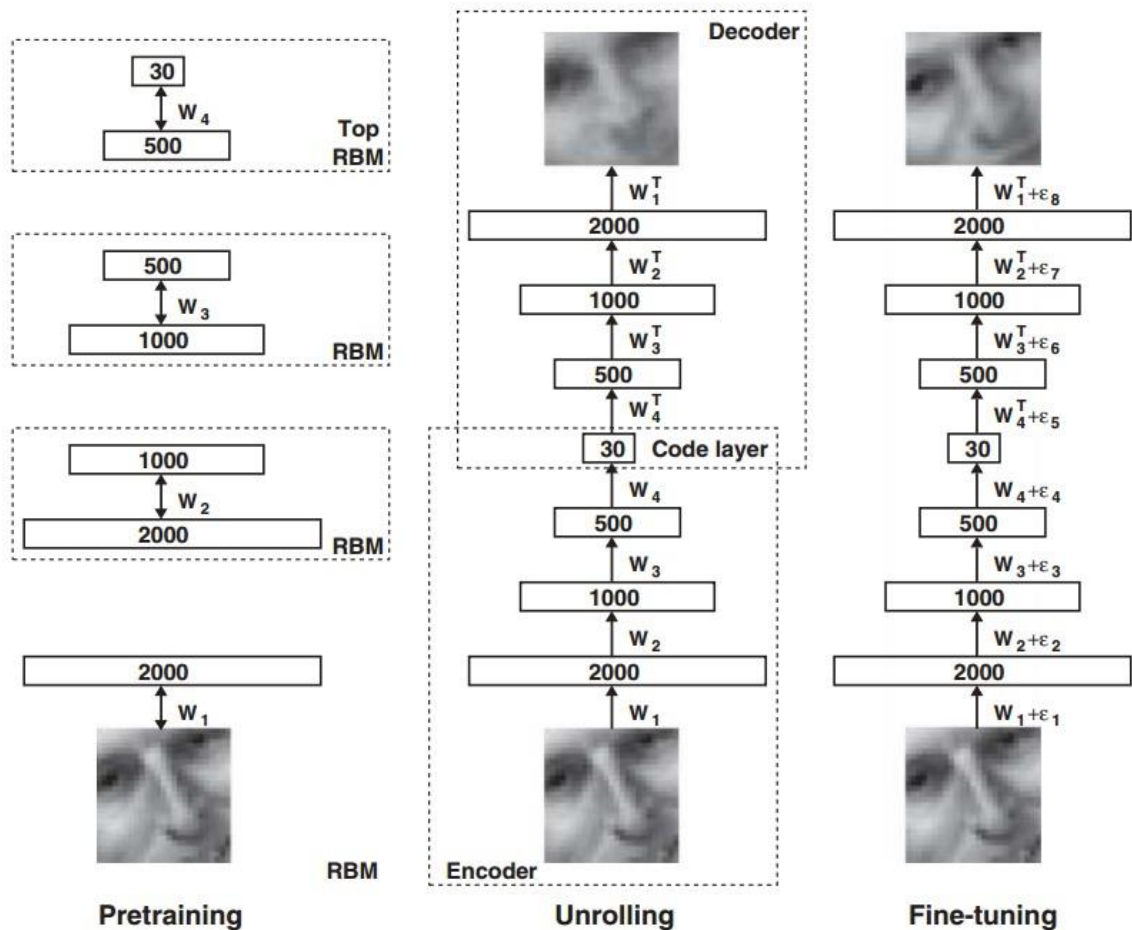 30
W₄
500
Top
RBM
500
W₃
1000
RBM
1000
W₂
2000
RBM
2000
W₁
RBM
Pretraining
Decoder
W₁ᵀ
2000
W₂ᵀ
1000
W₃ᵀ
500
W₄ᵀ
30
Code layer
W₄
500
W₃
1000
W₂
2000
W₁
Encoder
Unrolling
W₁ᵀ+ε₈
2000
W₂ᵀ+ε₇
1000
W₃ᵀ+ε₆
500
W₄ᵀ+ε₅
30
W₄+ε₄
500
W₃+ε₃
1000
W₂+ε₂
2000
W₁+ε₁
Fine-tuning